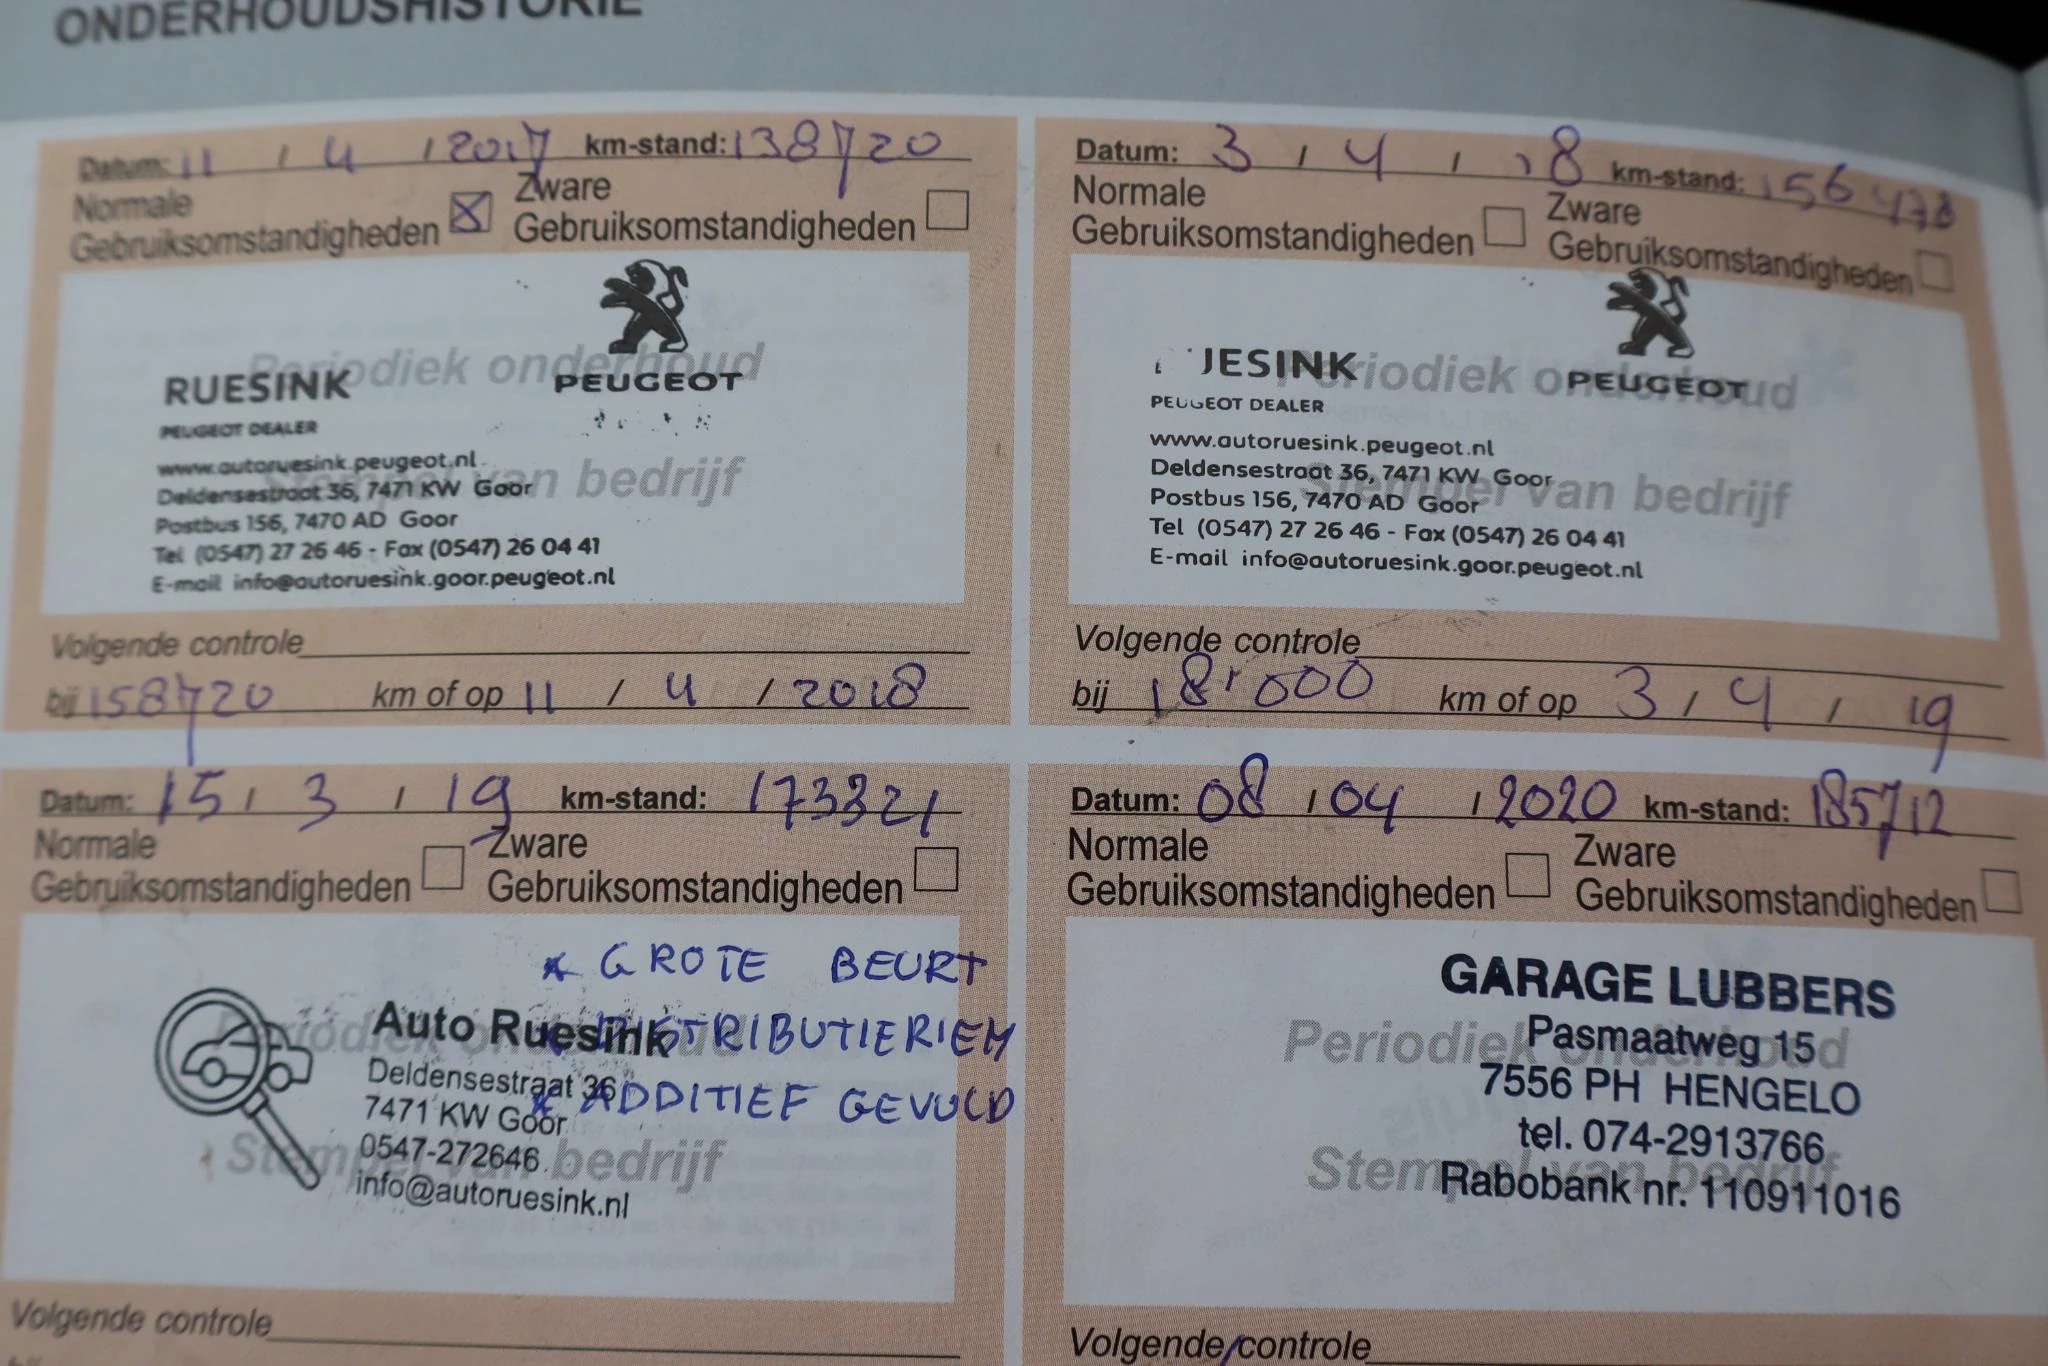 ONDERHOUDSHISTORIE
Datum: 11 / 4 / 2017 km-stand: 138720
Normale Gebruiksomstandigheden Zware Gebruiksomstandigheden
PEUGEOT
Periodiek onderhoud
RUESINK
PEUGEOT DEALER
www.autoruesink.peugeot.nl
Stempel van bedrijf
Deldensestraat 36, 7471 KW Goor
Postbus 156, 7470 AD Goor
Tel (0547) 27 26 46 - Fax (0547) 26 04 41
E-mail info@autoruesink.goor.peugeot.nl
Volgende controle
bij 158720 km of op 11 / 4 / 2018
Datum: 3 / 4 / 18 km-stand: 156478
Normale Gebruiksomstandigheden Zware Gebruiksomstandigheden
PEUGEOT
Periodiek onderhoud
JESINK
PEUGEOT DEALER
www.autoruesink.peugeot.nl
Stempel van bedrijf
Deldensestraat 36, 7471 KW Goor
Postbus 156, 7470 AD Goor
Tel (0547) 27 26 46 - Fax (0547) 26 04 41
E-mail info@autoruesink.goor.peugeot.nl
Volgende controle
bij 18.000 km of op 3 / 4 / 19
Datum: 15 / 3 / 19 km-stand: 173321
Normale Gebruiksomstandigheden Zware Gebruiksomstandigheden
* GROTE BEURT
* DISTRIBUTIERIEM
* ADDITIEF GEVULD
Periodiek onderhoud
Auto Ruesink
Deldensestraat 36
7471 KW Goor
0547-272646
Stempel van bedrijf
info@autoruesink.nl
Volgende controle
Datum: 08 / 04 / 2020 km-stand: 185712
Normale Gebruiksomstandigheden Zware Gebruiksomstandigheden
GARAGE LUBBERS
Periodiek onderhoud
Pasmaatweg 15
7556 PH HENGELO
tel. 074-2913766
Stempel van bedrijf
Rabobank nr. 110911016
Volgende controle